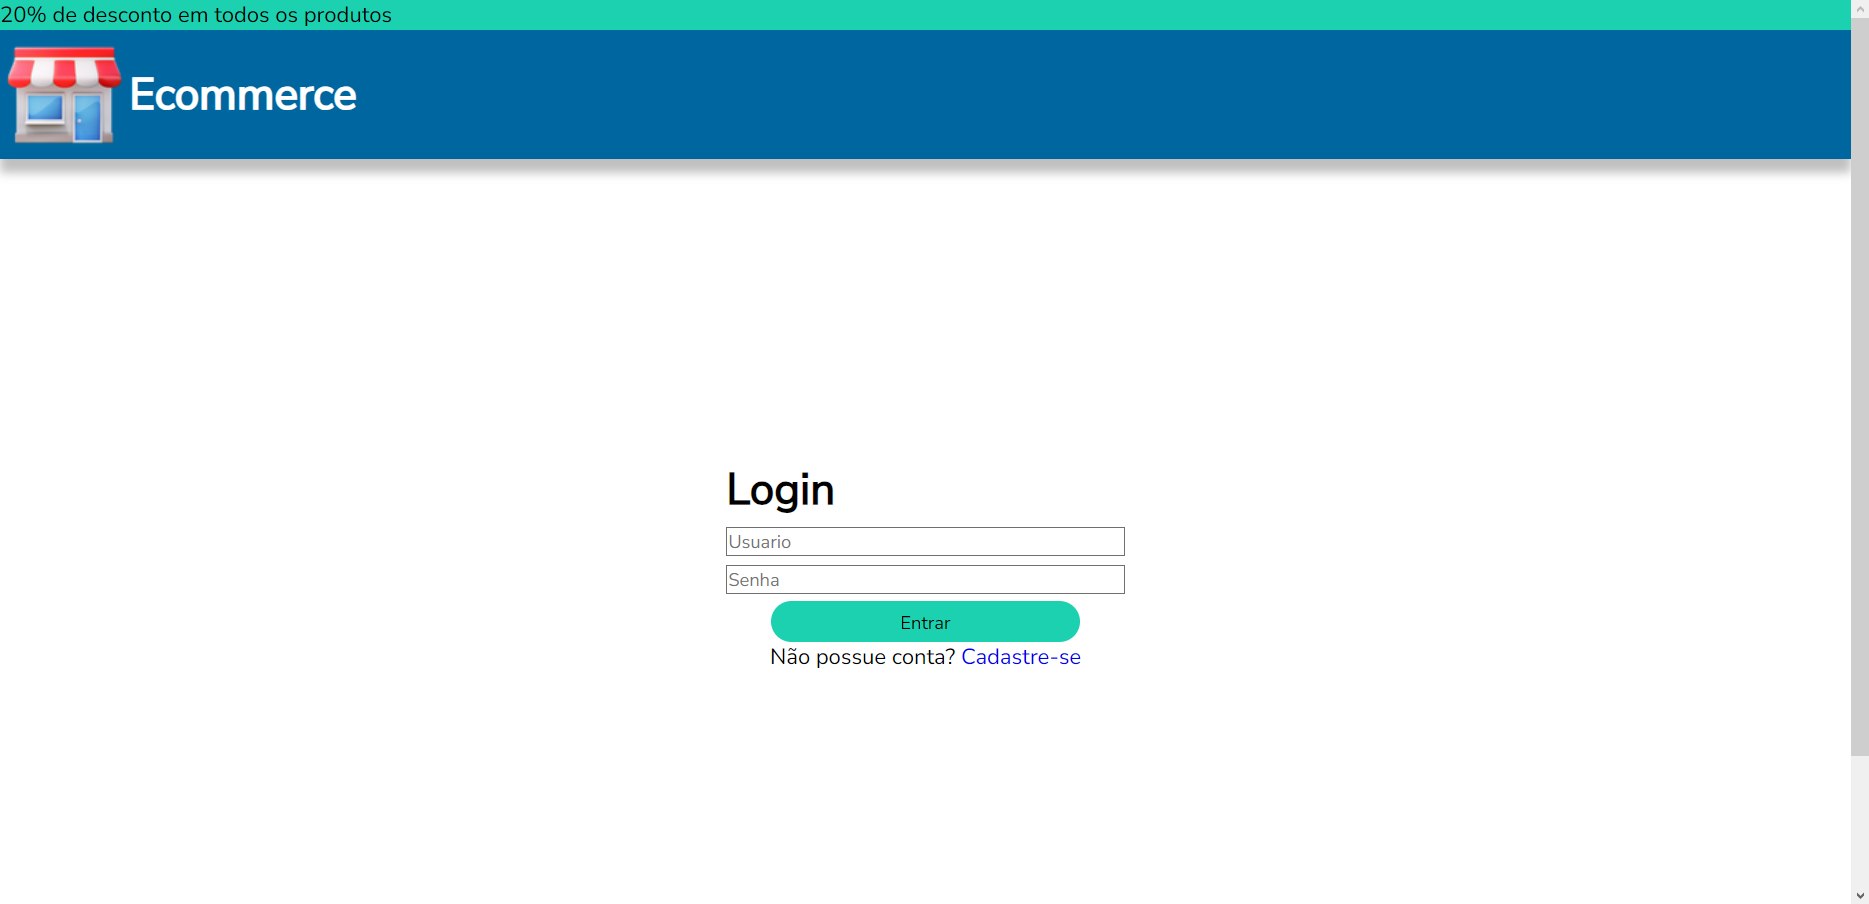 20% de desconto em todos os produtos
Ecommerce
Login
Usuario
Senha
Entrar
Não possue conta? Cadastre-se